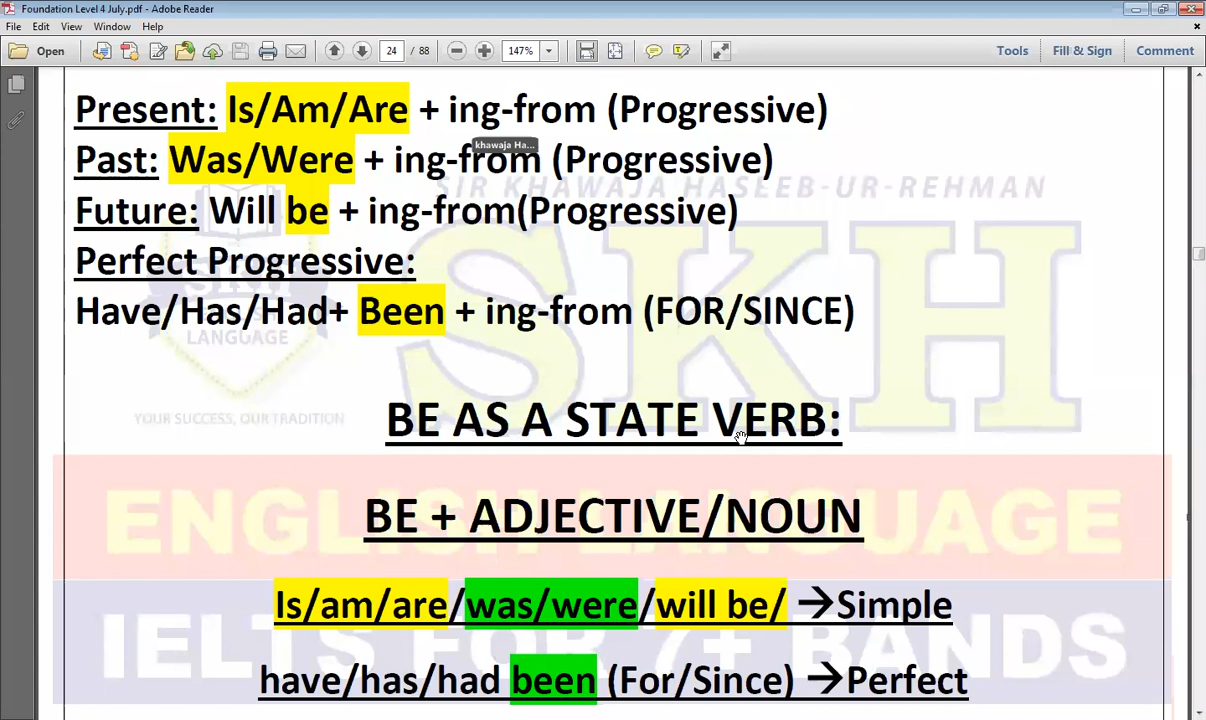 Foundation Level 4 July.pdf - Adobe Reader
File Edit View Window Help
Open 24 / 88 147% Tools Fill & Sign Comment
Present: Is/Am/Are + ing-from (Progressive)
khawaja Ha...
Past: Was/Were + ing-from (Progressive)
SIR KHAWAJA HASEEB-UR-REHMAN
Future: Will be + ing-from(Progressive)
SKH
Perfect Progressive:
Have/Has/Had+ Been + ing-from (FOR/SINCE)
LANGUAGE
YOUR SUCCESS, OUR TRADITION
BE AS A STATE VERB:
BE + ADJECTIVE/NOUN
ENGLISH LANGUAGE
Is/am/are/was/were/will be/ →Simple
IELTS FOR 7+ BANDS
have/has/had been (For/Since) →Perfect